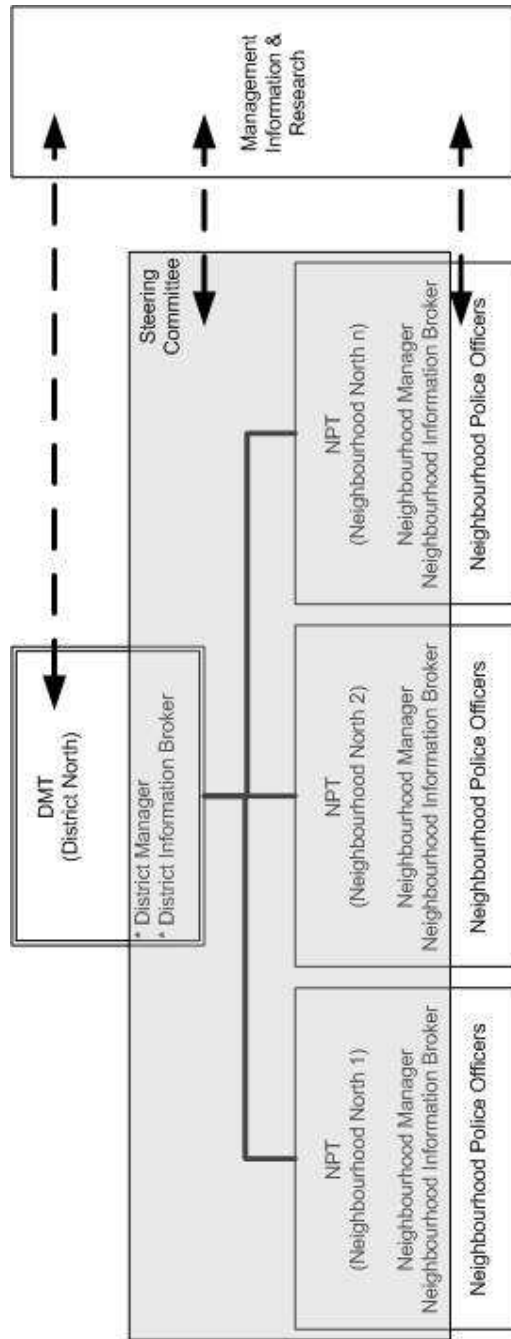 DMT
(District North)
* District Manager
* District Information Broker
Steering
Committee
NPT
(Neighbourhood North 1)
Neighbourhood Manager
Neighbourhood Information Broker
Neighbourhood Police Officers
NPT
(Neighbourhood North 2)
Neighbourhood Manager
Neighbourhood Information Broker
Neighbourhood Police Officers
NPT
(Neighbourhood North n)
Neighbourhood Manager
Neighbourhood Information Broker
Neighbourhood Police Officers
Management
Information &
Research